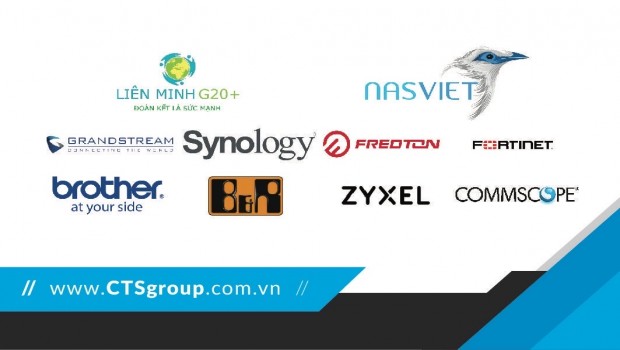 LIÊN MINH G20+
ĐOÀN KẾT LÀ SỨC MẠNH
NASVIET
GRANDSTREAM
CONNECTING THE WORLD
Synology®
FREDTON
FORTINET
brother®
at your side
B&R
ZYXEL
COMMSCOPE®
// www.CTSgroup.com.vn //